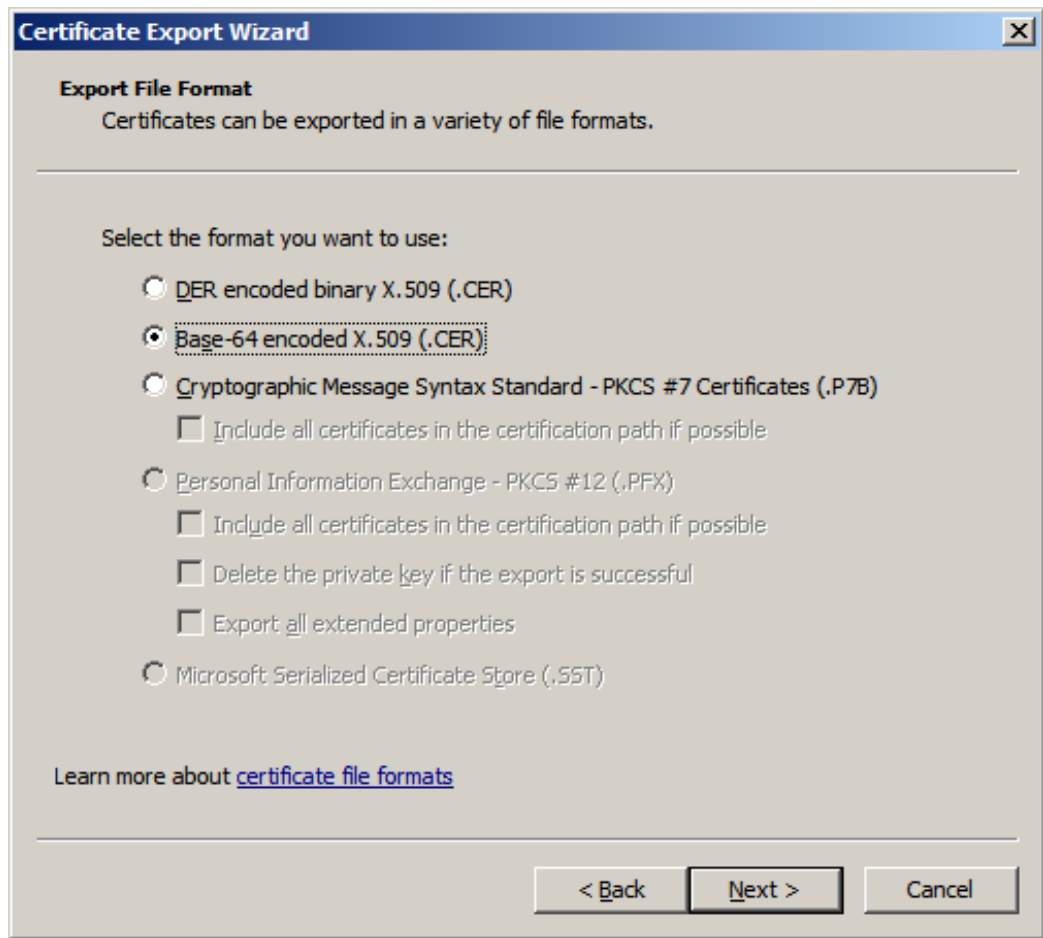 Certificate Export Wizard
Export File Format
Certificates can be exported in a variety of file formats.
Select the format you want to use:
DER encoded binary X.509 (.CER)
Base-64 encoded X.509 (.CER)
Cryptographic Message Syntax Standard - PKCS #7 Certificates (.P7B)
Include all certificates in the certification path if possible
Personal Information Exchange - PKCS #12 (.PFX)
Include all certificates in the certification path if possible
Delete the private key if the export is successful
Export all extended properties
Microsoft Serialized Certificate Store (.SST)
Learn more about certificate file formats
< Back Next > Cancel